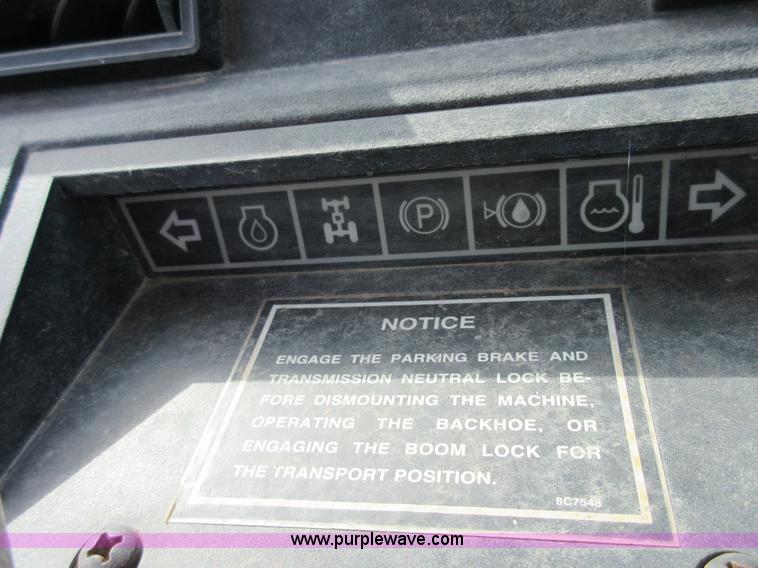 P
NOTICE
ENGAGE THE PARKING BRAKE AND
TRANSMISSION NEUTRAL LOCK BE-
FORE DISMOUNTING THE MACHINE,
OPERATING THE BACKHOE, OR
ENGAGING THE BOOM LOCK FOR
THE TRANSPORT POSITION.
8C7548
www.purplewave.com